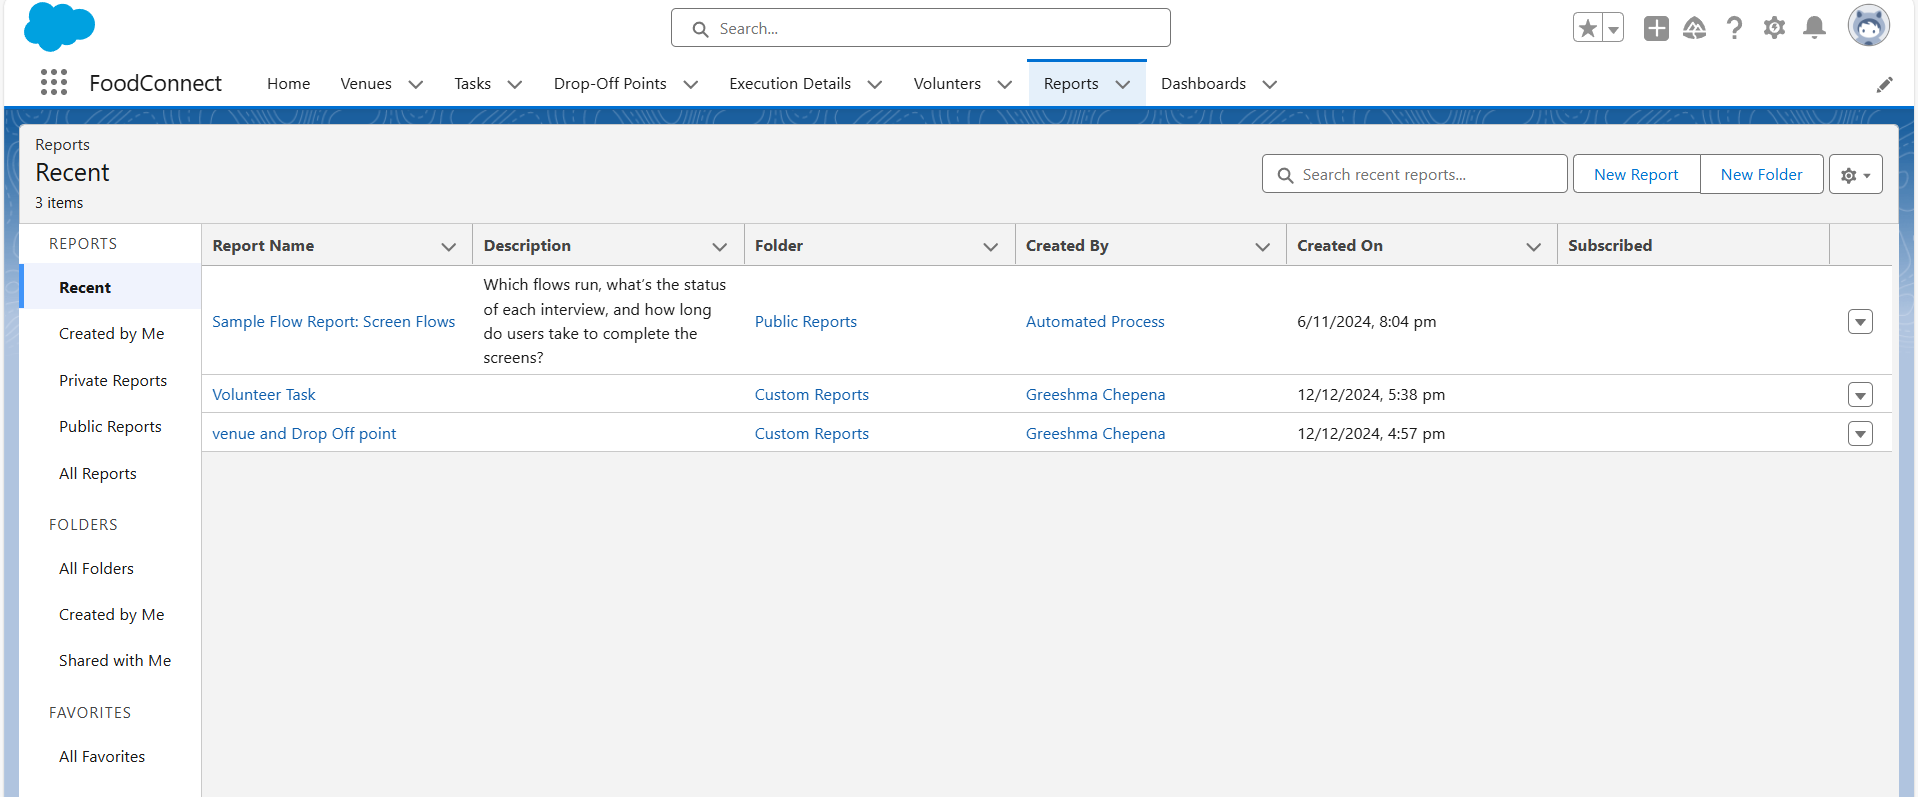 Search...
FoodConnect
Home
Venues
Tasks
Drop-Off Points
Execution Details
Volunters
Reports
Dashboards
Reports
Recent
3 items
Search recent reports...
New Report
New Folder
REPORTS
Recent
Created by Me
Private Reports
Public Reports
All Reports
FOLDERS
All Folders
Created by Me
Shared with Me
FAVORITES
All Favorites
Report Name
Description
Folder
Created By
Created On
Subscribed
Sample Flow Report: Screen Flows
Which flows run, what's the status
of each interview, and how long
do users take to complete the
screens?
Public Reports
Automated Process
6/11/2024, 8:04 pm
Volunteer Task
Custom Reports
Greeshma Chepena
12/12/2024, 5:38 pm
venue and Drop Off point
Custom Reports
Greeshma Chepena
12/12/2024, 4:57 pm